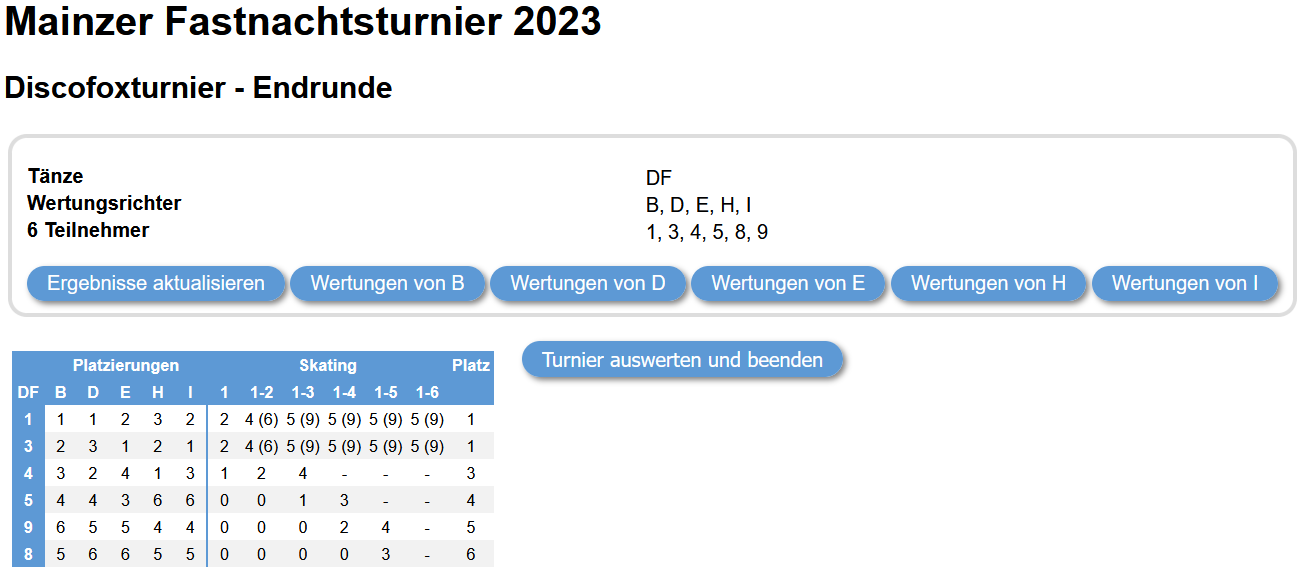 Mainzer Fastnachtsturnier 2023
Discofoxturnier - Endrunde
Tänze DF
Wertungsrichter B, D, E, H, I
6 Teilnehmer 1, 3, 4, 5, 8, 9
Ergebnisse aktualisieren Wertungen von B Wertungen von D Wertungen von E Wertungen von H Wertungen von I
Turnier auswerten und beenden
Platzierungen Skating Platz
DF B D E H I 1 1-2 1-3 1-4 1-5 1-6
1 1 1 2 3 2 2 4 (6) 5 (9) 5 (9) 5 (9) 5 (9) 1
3 2 3 1 2 1 2 4 (6) 5 (9) 5 (9) 5 (9) 5 (9) 1
4 3 2 4 1 3 1 2 4 - - - 3
5 4 4 3 6 6 0 0 1 3 - - 4
9 6 5 5 4 4 0 0 0 2 4 - 5
8 5 6 6 5 5 0 0 0 0 3 - 6